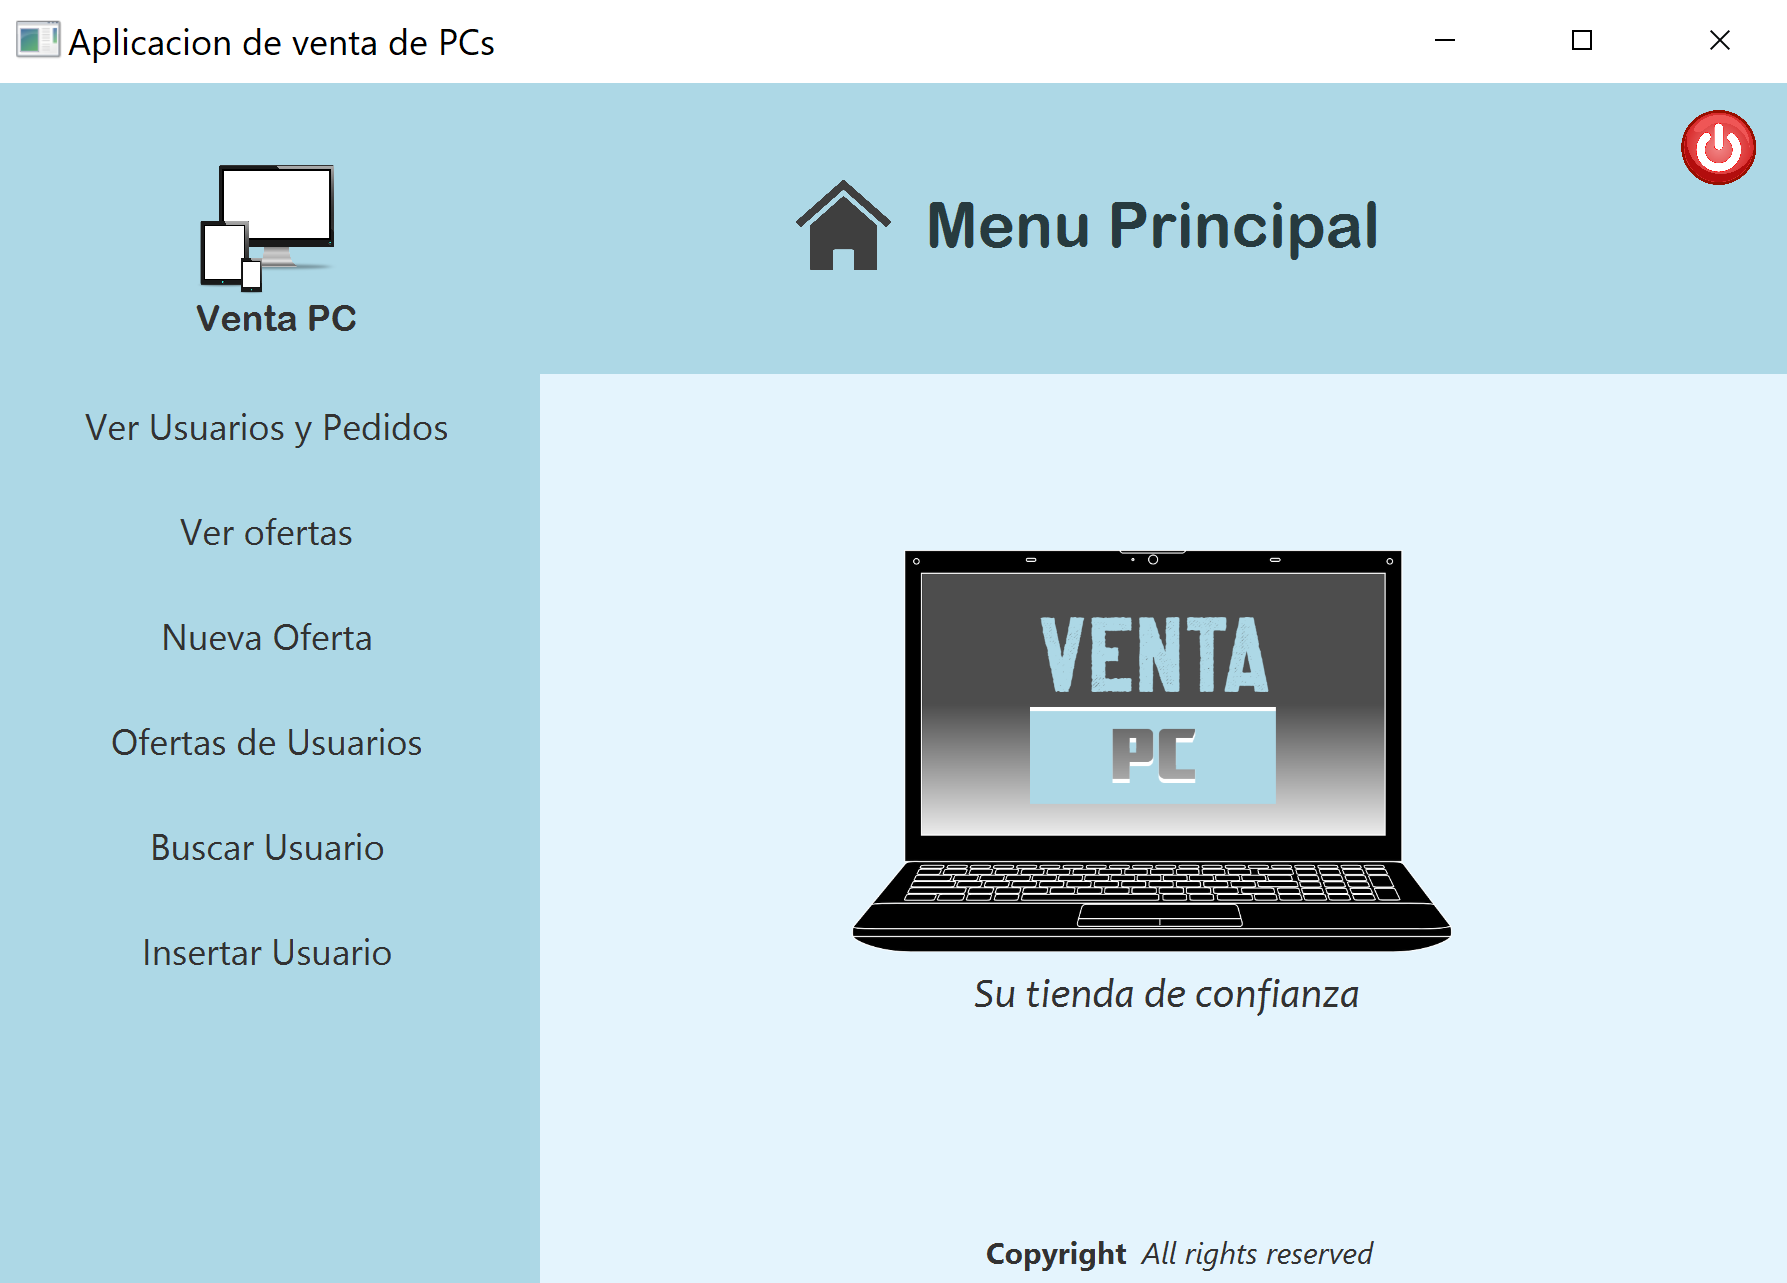 Aplicacion de venta de PCs
Menu Principal
Venta PC
Ver Usuarios y Pedidos
Ver ofertas
Nueva Oferta
Ofertas de Usuarios
Buscar Usuario
Insertar Usuario
VENTA
PC
Su tienda de confianza
Copyright All rights reserved